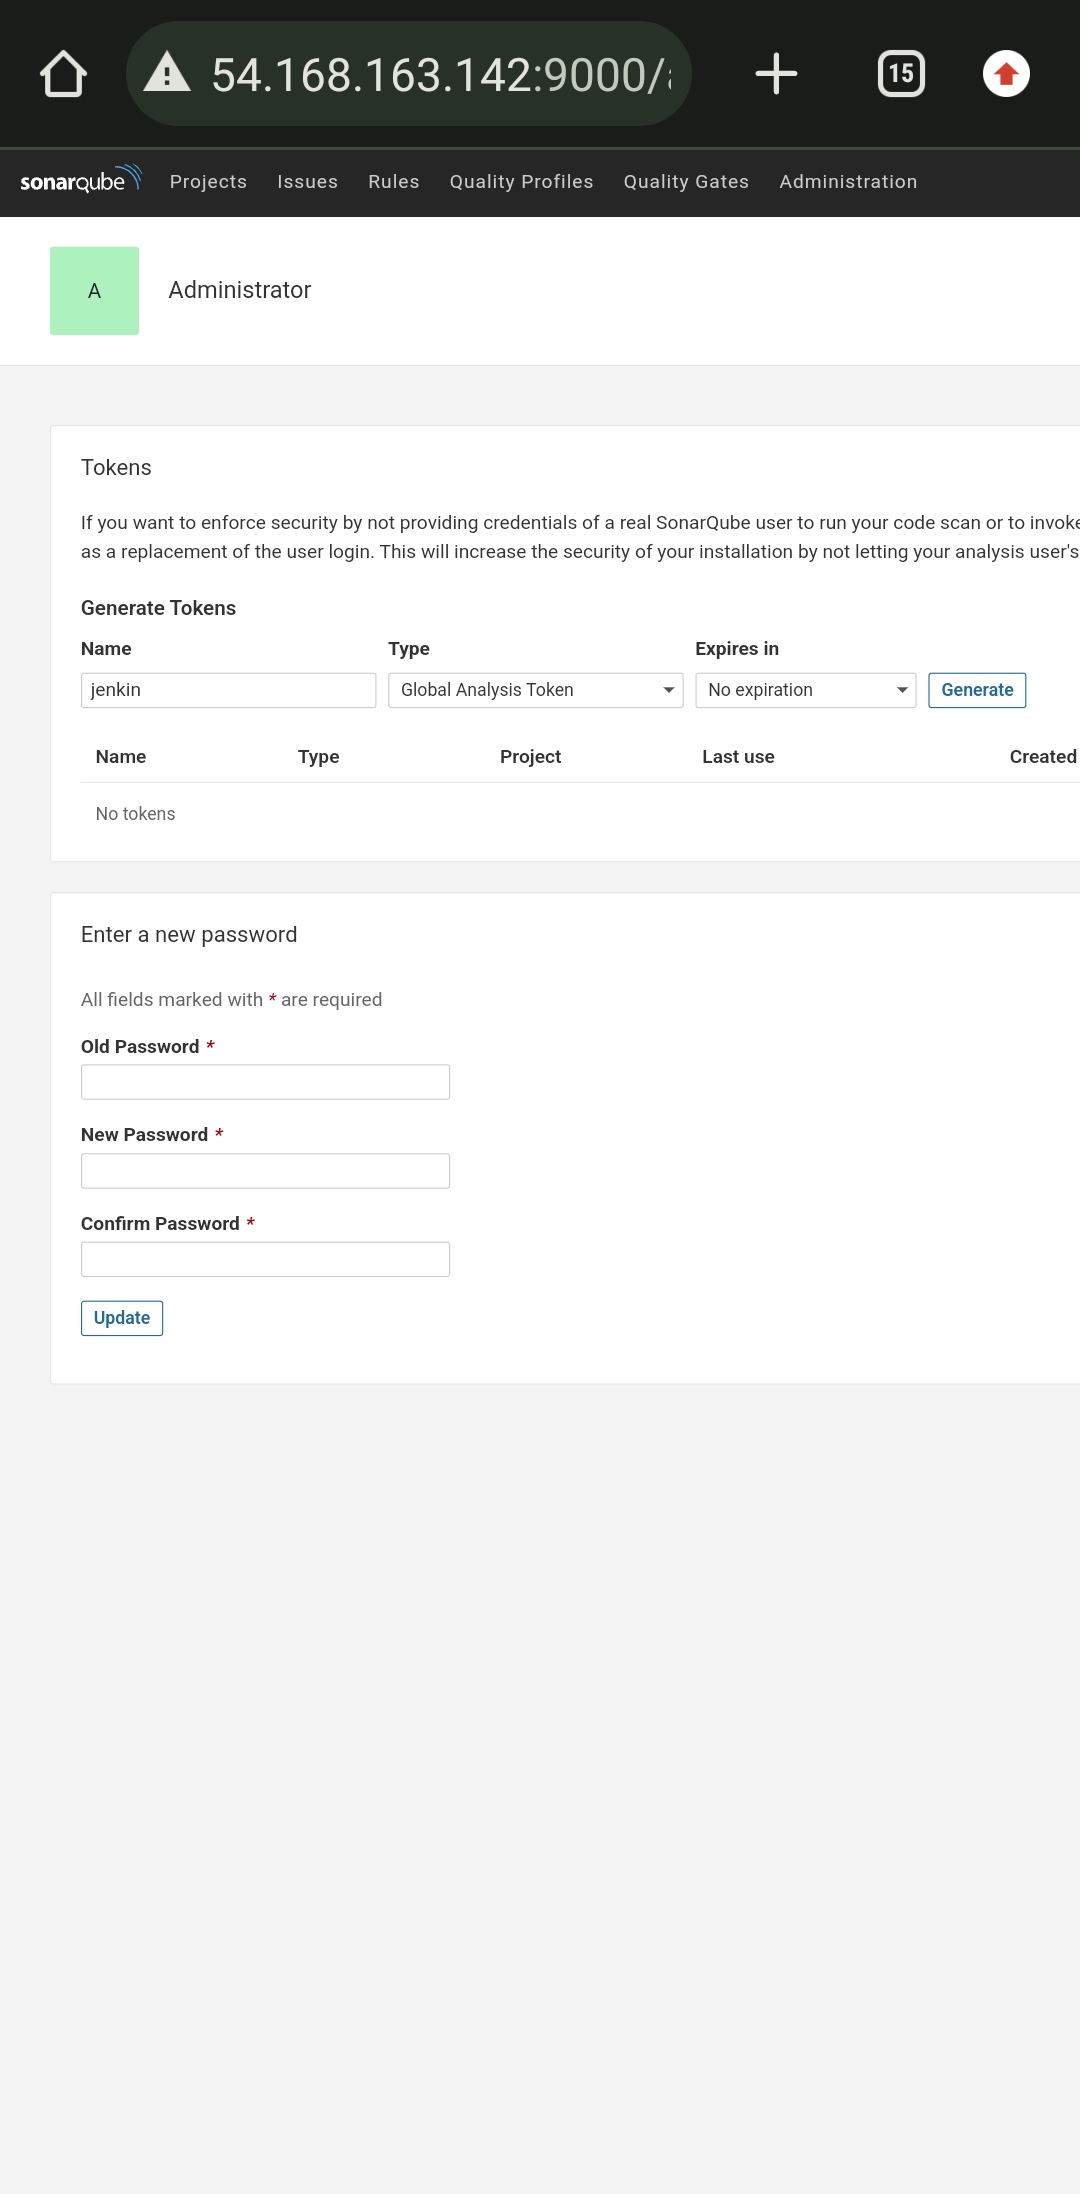 54.168.163.142:9000/
15
sonarqube Projects Issues Rules Quality Profiles Quality Gates Administration
A
Administrator
Tokens
If you want to enforce security by not providing credentials of a real SonarQube user to run your code scan or to invoke
as a replacement of the user login. This will increase the security of your installation by not letting your analysis user's
Generate Tokens
Name Type Expires in
jenkin Global Analysis Token No expiration Generate
Name Type Project Last use Created
No tokens
Enter a new password
All fields marked with * are required
Old Password *
New Password *
Confirm Password *
Update